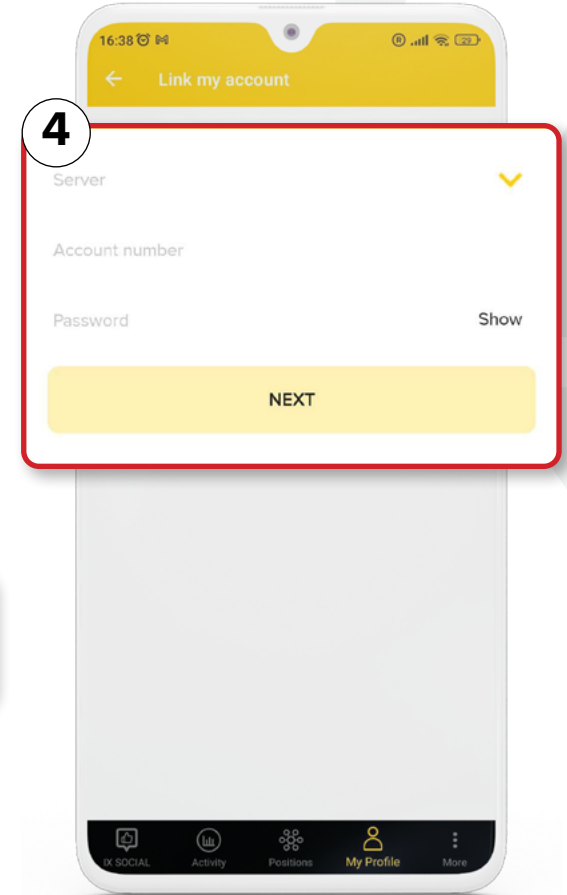 16:38
29
Link my account
4
Server
Account number
Password
Show
NEXT
IX SOCIAL
Activity
Positions
My Profile
More